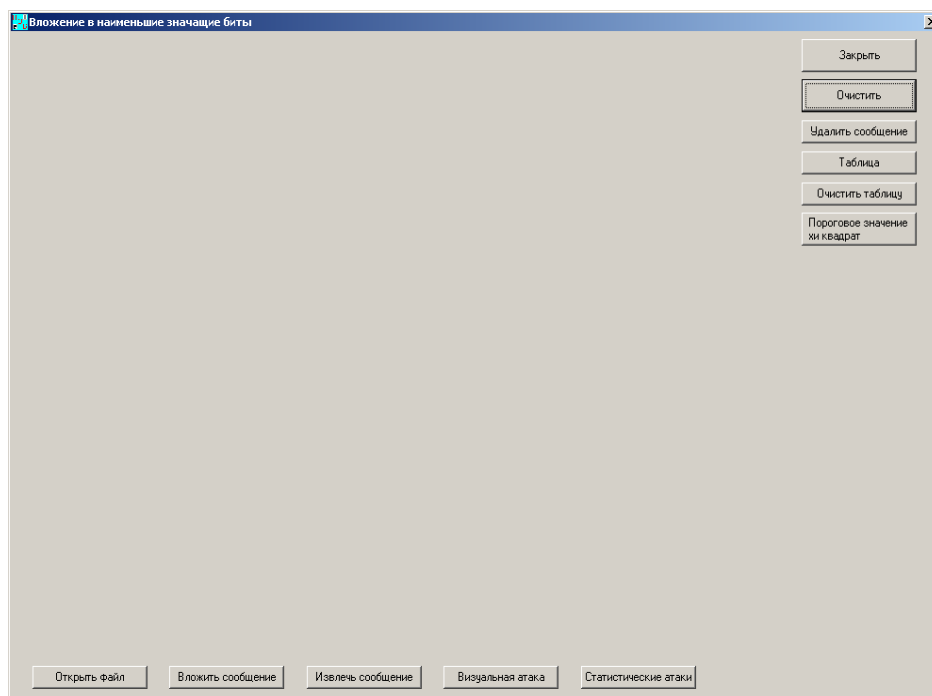 Вложение в наименьшие значащие биты
Закрыть
Очистить
Удалить сообщение
Таблица
Очистить таблицу
Пороговое значение
хи квадрат
Открыть файл
Вложить сообщение
Извлечь сообщение
Визуальная атака
Статистические атаки